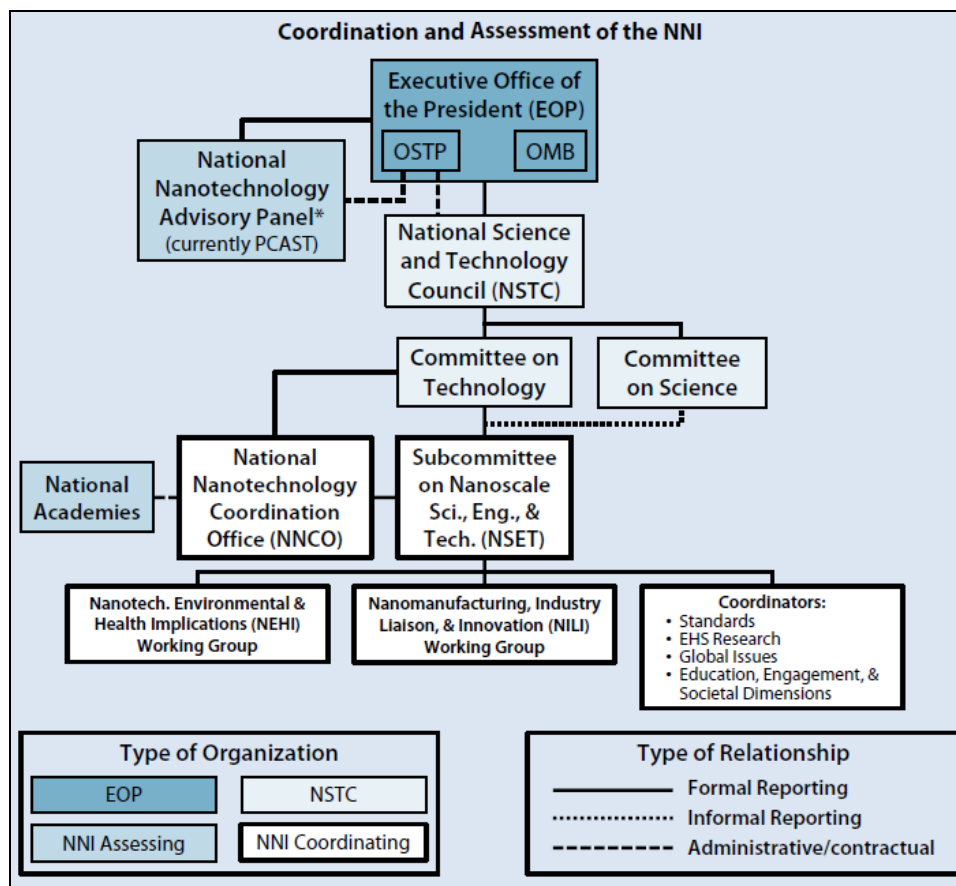 Coordination and Assessment of the NNI
Executive Office of
the President (EOP)
OSTP
OMB
National
Nanotechnology
Advisory Panel*
(currently PCAST)
National Science
and Technology
Council (NSTC)
Committee on
Technology
Committee
on Science
National
Academies
National
Nanotechnology
Coordination
Office (NNCO)
Subcommittee
on Nanoscale
Sci., Eng., &
Tech. (NSET)
Nanotech. Environmental &
Health Implications (NEHI)
Working Group
Nanomanufacturing, Industry
Liaison, & Innovation (NILI)
Working Group
Coordinators:
• Standards
• EHS Research
• Global Issues
• Education, Engagement, &
Societal Dimensions
Type of Organization
EOP
NSTC
NNI Assessing
NNI Coordinating
Type of Relationship
Formal Reporting
Informal Reporting
Administrative/contractual